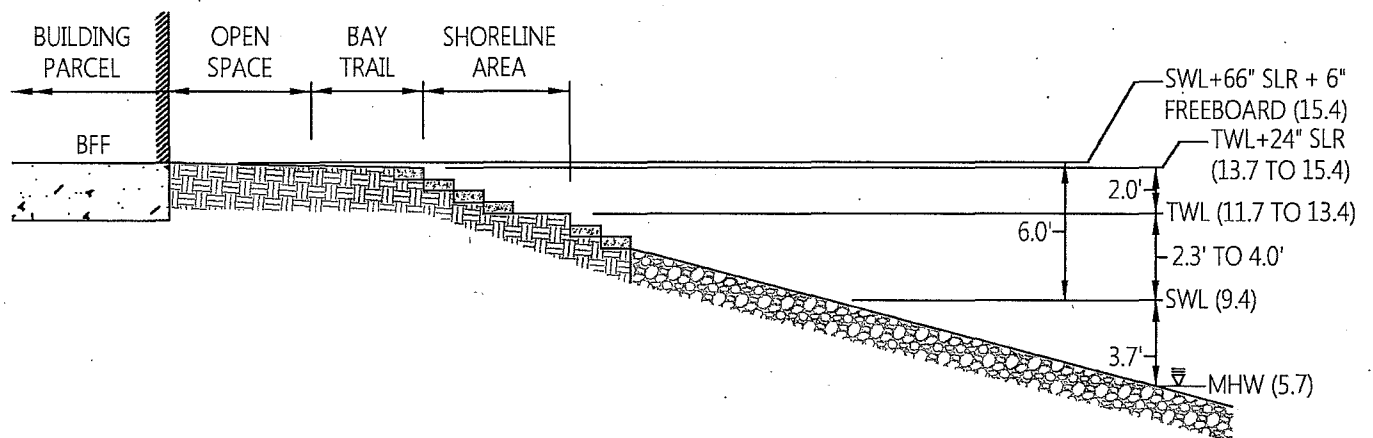 BUILDING
PARCEL
OPEN
SPACE
BAY
TRAIL
SHORELINE
AREA
BFF
SWL+66" SLR + 6"
FREEBOARD (15.4)
TWL+24" SLR
(13.7 TO 15.4)
2.0'
TWL (11.7 TO 13.4)
6.0'
2.3' TO 4.0'
SWL (9.4)
3.7'
MHW (5.7)